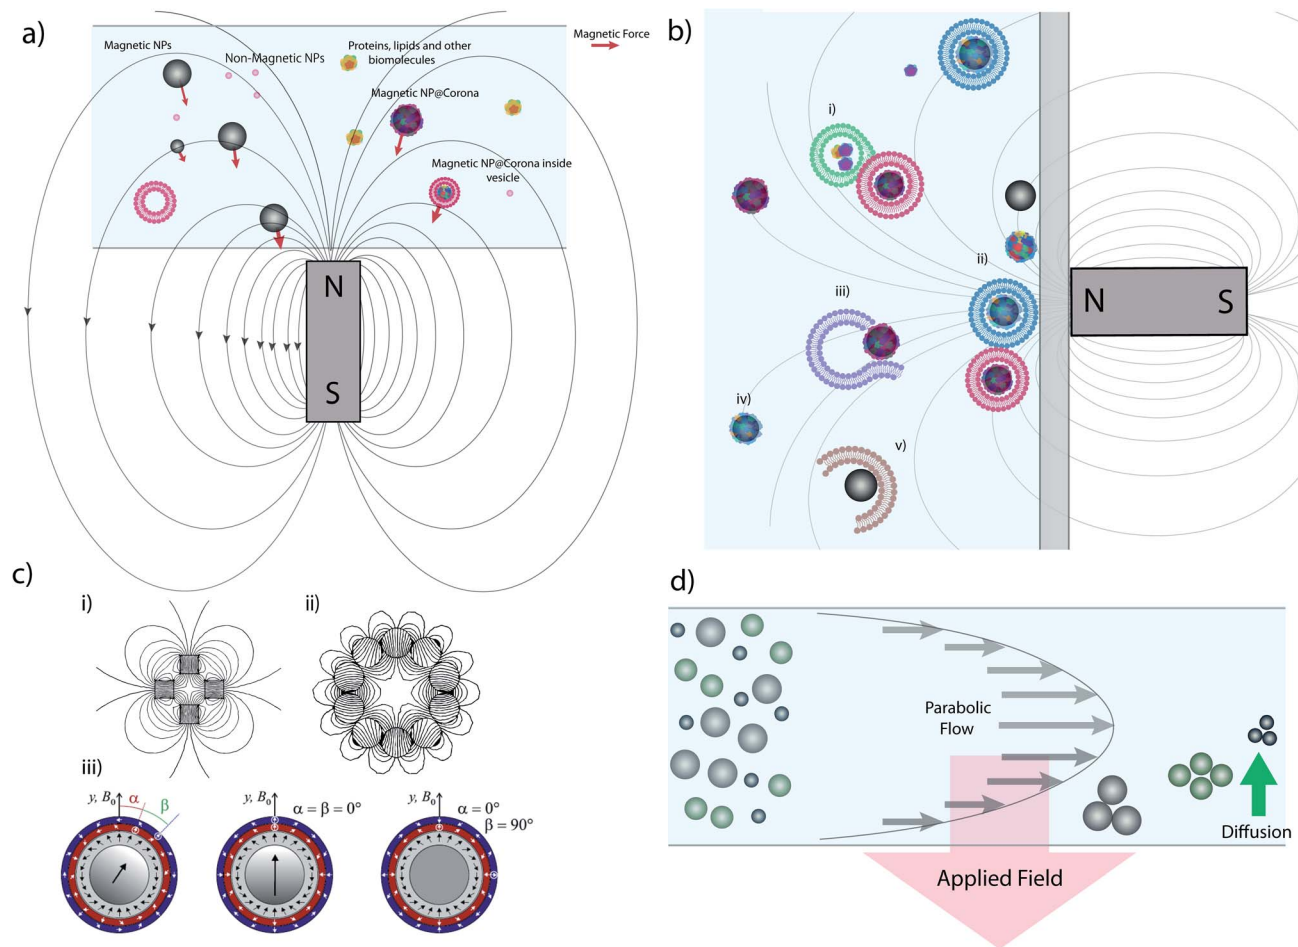 a)
Magnetic NPs
Non-Magnetic NPs
Proteins, lipids and other
biomolecules
Magnetic Force
Magnetic NP@Corona
Magnetic NP@Corona inside
vesicle
N
S
b)
i)
ii)
iii)
iv)
v)
N
S
c)
i)
ii)
iii)
y, B₀
α
β
y, B₀
α = β = 0°
y, B₀
α = 0°
β = 90°
d)
Parabolic
Flow
Applied Field
Diffusion